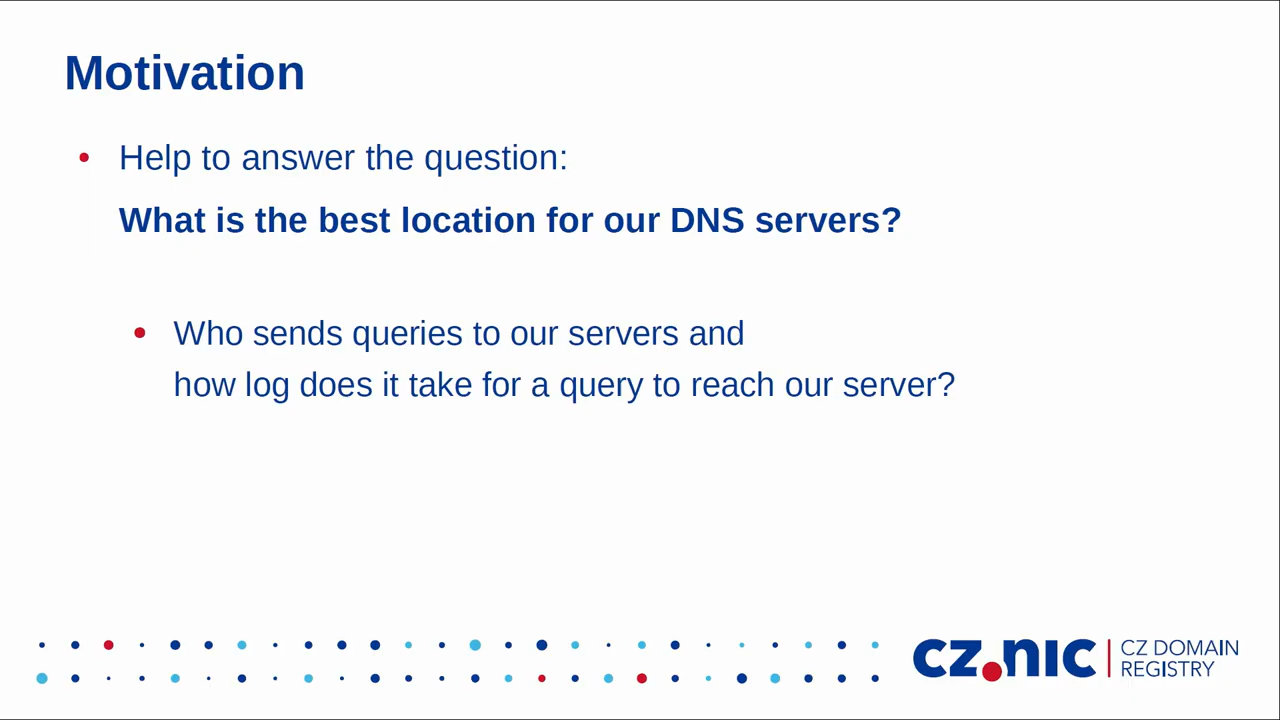 Motivation
Help to answer the question:
What is the best location for our DNS servers?
Who sends queries to our servers and
how log does it take for a query to reach our server?
CZ.NIC
CZ DOMAIN
REGISTRY